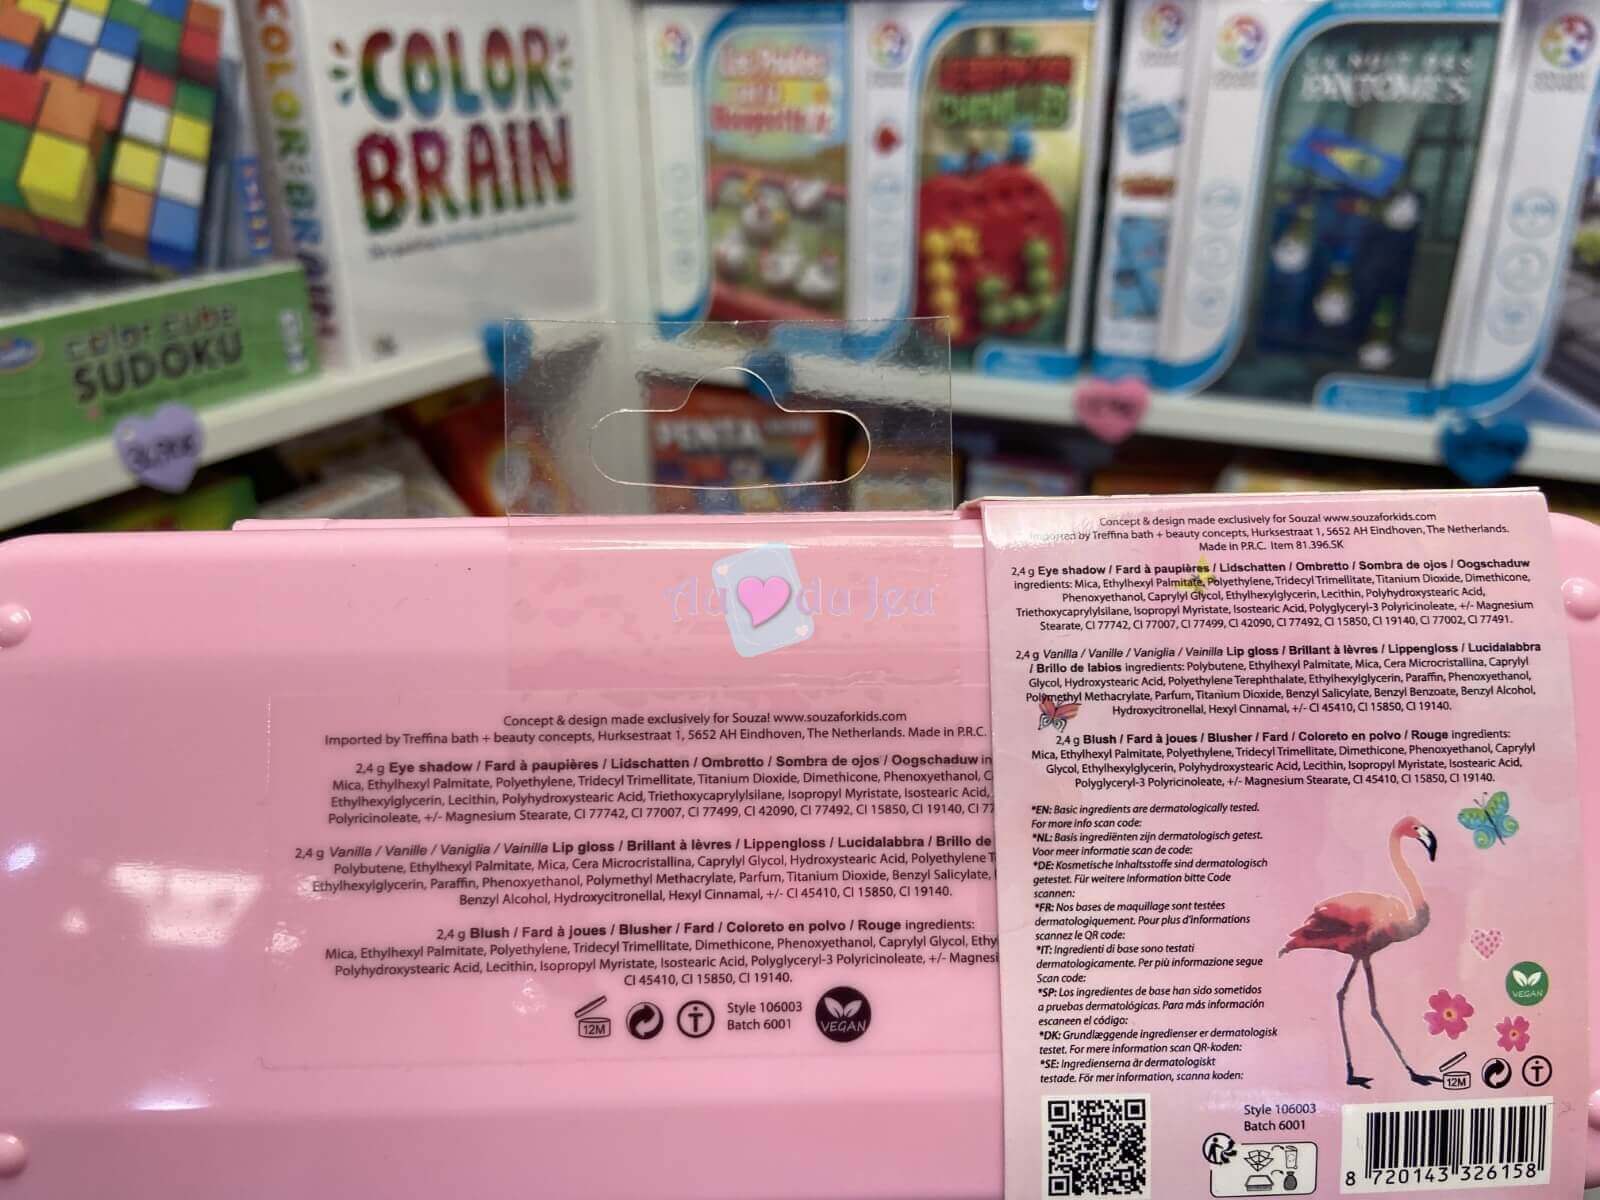 COLOR
BRAIN
COLOR BRAIN
color cube
SUDOKU
LA NUIT DES
FANTÔMES
PENTA
Au du Jeu
Concept & design made exclusively for Souza! www.souzaforkids.com
Imported by Treffina bath + beauty concepts, Hurksestraat 1, 5652 AH Eindhoven, The Netherlands. Made in P.R.C.
2,4 g Eye shadow / Fard à paupières / Lidschatten / Ombretto / Sombra de ojos / Oogschaduw in
Mica, Ethylhexyl Palmitate, Polyethylene, Tridecyl Trimellitate, Titanium Dioxide, Dimethicone, Phenoxyethanol, C
Ethylhexylglycerin, Lecithin, Polyhydroxystearic Acid, Triethoxycaprylylsilane, Isopropyl Myristate, Isostearic Acid,
Polyricinoleate, +/- Magnesium Stearate, CI 77742, CI 77007, CI 77499, CI 42090, CI 77492, CI 15850, CI 19140, CI 77
2,4 g Vanilla / Vanille / Vaniglia / Vainilla Lip gloss / Brillant à lèvres / Lippengloss / Lucidalabbra / Brillo de
Polybutene, Ethylhexyl Palmitate, Mica, Cera Microcristallina, Caprylyl Glycol, Hydroxystearic Acid, Polyethylene T
Ethylhexylglycerin, Paraffin, Phenoxyethanol, Polymethyl Methacrylate, Parfum, Titanium Dioxide, Benzyl Salicylate,
Benzyl Alcohol, Hydroxycitronellal, Hexyl Cinnamal, +/- CI 45410, CI 15850, CI 19140.
2,4 g Blush / Fard à joues / Blusher / Fard / Coloreto en polvo / Rouge ingredients:
Mica, Ethylhexyl Palmitate, Polyethylene, Tridecyl Trimellitate, Dimethicone, Phenoxyethanol, Caprylyl Glycol, Ethy
Polyhydroxystearic Acid, Lecithin, Isopropyl Myristate, Isostearic Acid, Polyglyceryl-3 Polyricinoleate, +/- Magnesi
CI 45410, CI 15850, CI 19140.
12M
Style 106003
Batch 6001
VEGAN
Concept & design made exclusively for Souza! www.souzaforkids.com
Imported by Treffina bath + beauty concepts, Hurksestraat 1, 5652 AH Eindhoven, The Netherlands.
Made in P.R.C. Item 81.396.SK
2,4 g Eye shadow / Fard à paupières / Lidschatten / Ombretto / Sombra de ojos / Oogschaduw
ingredients: Mica, Ethylhexyl Palmitate, Polyethylene, Tridecyl Trimellitate, Titanium Dioxide, Dimethicone,
Phenoxyethanol, Caprylyl Glycol, Ethylhexylglycerin, Lecithin, Polyhydroxystearic Acid,
Triethoxycaprylylsilane, Isopropyl Myristate, Isostearic Acid, Polyglyceryl-3 Polyricinoleate, +/- Magnesium
Stearate, CI 77742, CI 77007, CI 77499, CI 42090, CI 77492, CI 15850, CI 19140, CI 77002, CI 77491.
2,4 g Vanilla / Vanille / Vaniglia / Vainilla Lip gloss / Brillant à lèvres / Lippengloss / Lucidalabbra
/ Brillo de labios ingredients: Polybutene, Ethylhexyl Palmitate, Mica, Cera Microcristallina, Caprylyl
Glycol, Hydroxystearic Acid, Polyethylene Terephthalate, Ethylhexylglycerin, Paraffin, Phenoxyethanol,
Polymethyl Methacrylate, Parfum, Titanium Dioxide, Benzyl Salicylate, Benzyl Benzoate, Benzyl Alcohol,
Hydroxycitronellal, Hexyl Cinnamal, +/- CI 45410, CI 15850, CI 19140.
2,4 g Blush / Fard à joues / Blusher / Fard / Coloreto en polvo / Rouge ingredients:
Mica, Ethylhexyl Palmitate, Polyethylene, Tridecyl Trimellitate, Dimethicone, Phenoxyethanol, Caprylyl
Glycol, Ethylhexylglycerin, Polyhydroxystearic Acid, Lecithin, Isopropyl Myristate, Isostearic Acid,
Polyglyceryl-3 Polyricinoleate, +/- Magnesium Stearate, CI 45410, CI 15850, CI 19140.
*EN: Basic ingredients are dermatologically tested.
For more info scan code:
*NL: Basis ingrediënten zijn dermatologisch getest.
Voor meer informatie scan de code:
*DE: Kosmetische Inhaltsstoffe sind dermatologisch
getestet. Für weitere Information bitte Code
scannen:
*FR: Nos bases de maquillage sont testées
dermatologiquement. Pour plus d'informations
scannez le QR code:
*IT: Ingredienti di base sono testati
dermatologicamente. Per più informazione segue
Scan code:
*SP: Los ingredientes de base han sido sometidos
a pruebas dermatológicas. Para más información
escaneen el código:
*DK: Grundlæggende ingredienser er dermatologisk
testet. For mere information scan QR-koden:
*SE: Ingredienserna är dermatologiskt
testade. För mer information, scanna koden:
VEGAN
12M
Style 106003
Batch 6001
8 720143 326158